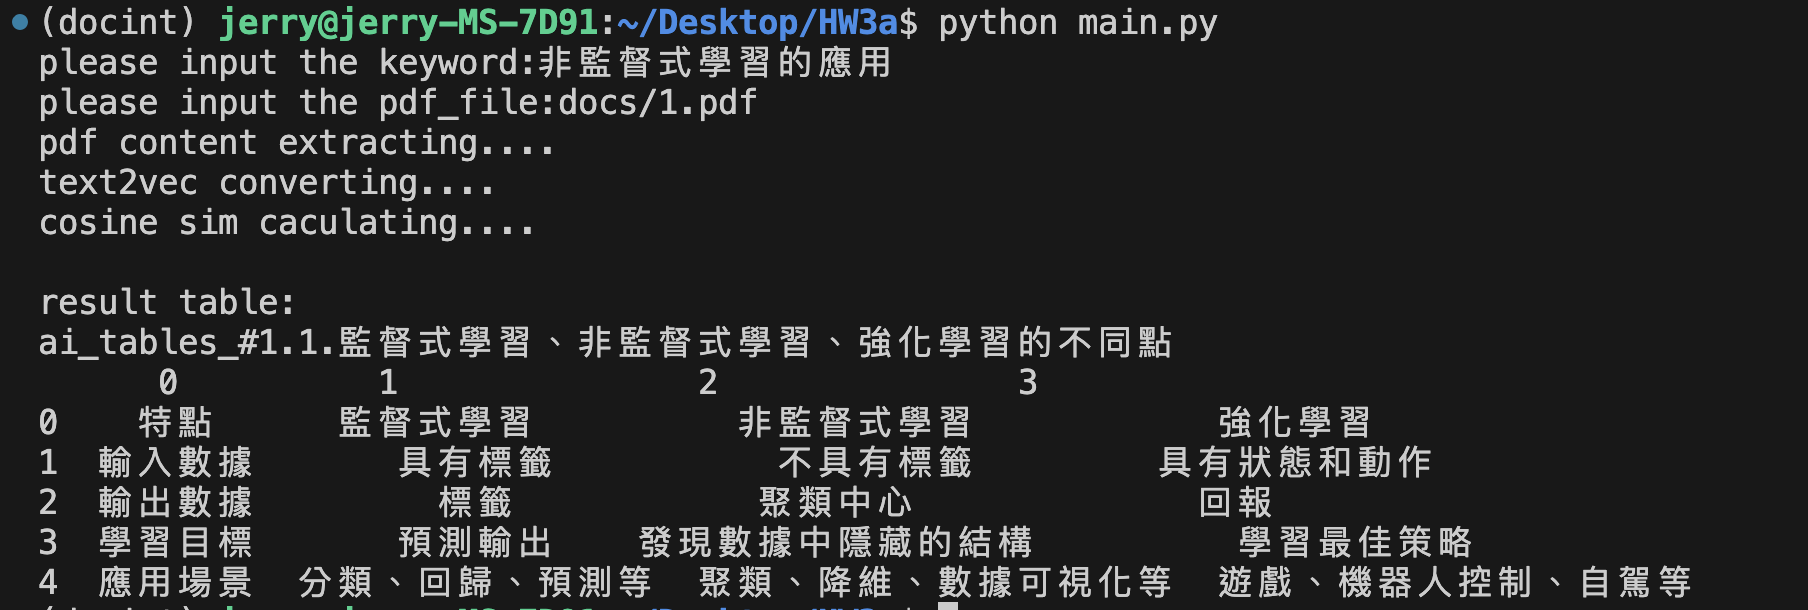 (docint) jerry@jerry-MS-7D91:~/Desktop/HW3a$ python main.py
please input the keyword:非監督式學習的應用
please input the pdf_file:docs/1.pdf
pdf content extracting....
text2vec converting....
cosine sim caculating....
result table:
ai_tables_#1.1.監督式學習、非監督式學習、強化學習的不同點
0 1 2 3
0 特點 監督式學習 非監督式學習 強化學習
1 輸入數據 具有標籤 不具有標籤 具有狀態和動作
2 輸出數據 標籤 聚類中心 回報
3 學習目標 預測輸出 發現數據中隱藏的結構 學習最佳策略
4 應用場景 分類、回歸、預測等 聚類、降維、數據可視化等 遊戲、機器人控制、自駕等
(docint) jerry@jerry-MS-7D91:~/Desktop/HW3a$